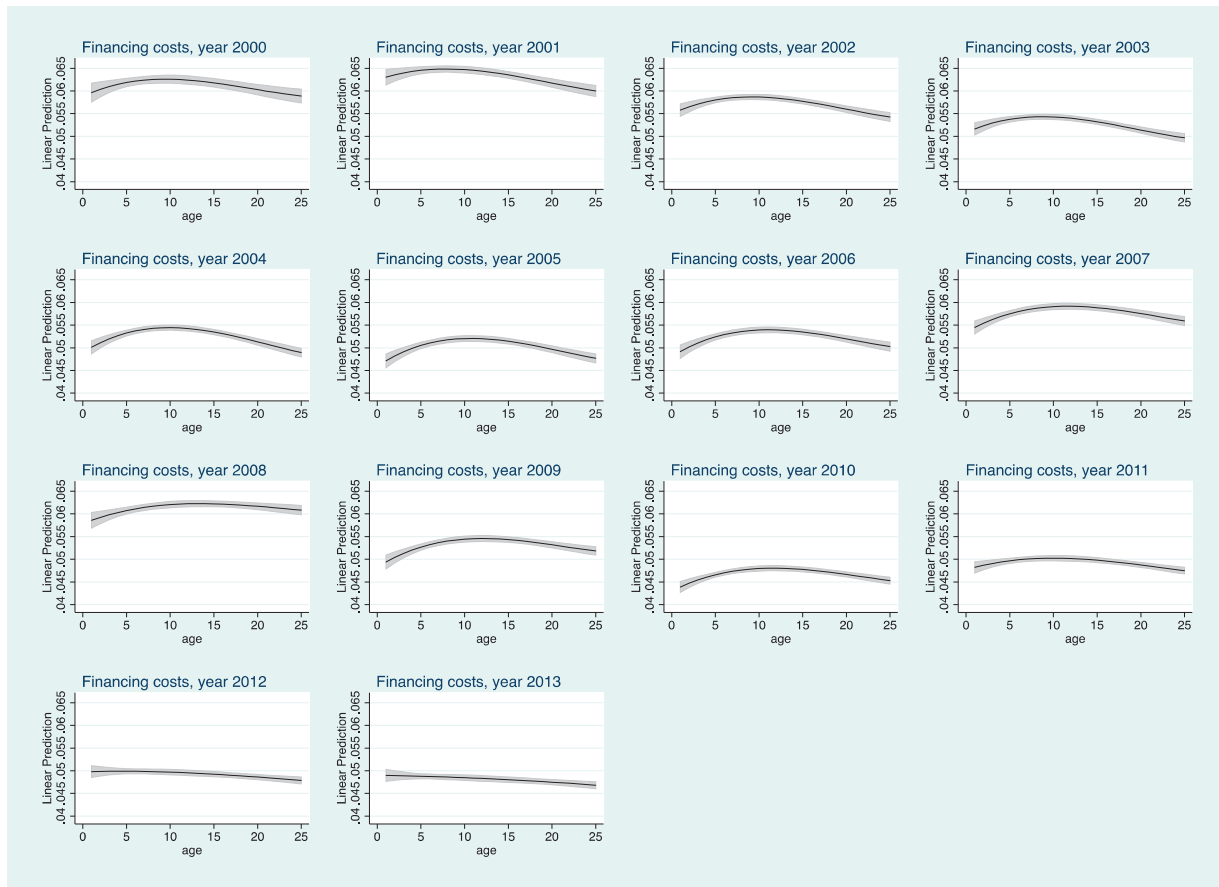 Financing costs, year 2000
Linear Prediction
.04 .045 .05 .055 .06 .065
0 5 10 15 20 25
age
Financing costs, year 2001
Linear Prediction
.04 .045 .05 .055 .06 .065
0 5 10 15 20 25
age
Financing costs, year 2002
Linear Prediction
.04 .045 .05 .055 .06 .065
0 5 10 15 20 25
age
Financing costs, year 2003
Linear Prediction
.04 .045 .05 .055 .06 .065
0 5 10 15 20 25
age
Financing costs, year 2004
Linear Prediction
.04 .045 .05 .055 .06 .065
0 5 10 15 20 25
age
Financing costs, year 2005
Linear Prediction
.04 .045 .05 .055 .06 .065
0 5 10 15 20 25
age
Financing costs, year 2006
Linear Prediction
.04 .045 .05 .055 .06 .065
0 5 10 15 20 25
age
Financing costs, year 2007
Linear Prediction
.04 .045 .05 .055 .06 .065
0 5 10 15 20 25
age
Financing costs, year 2008
Linear Prediction
.04 .045 .05 .055 .06 .065
0 5 10 15 20 25
age
Financing costs, year 2009
Linear Prediction
.04 .045 .05 .055 .06 .065
0 5 10 15 20 25
age
Financing costs, year 2010
Linear Prediction
.04 .045 .05 .055 .06 .065
0 5 10 15 20 25
age
Financing costs, year 2011
Linear Prediction
.04 .045 .05 .055 .06 .065
0 5 10 15 20 25
age
Financing costs, year 2012
Linear Prediction
.04 .045 .05 .055 .06 .065
0 5 10 15 20 25
age
Financing costs, year 2013
Linear Prediction
.04 .045 .05 .055 .06 .065
0 5 10 15 20 25
age